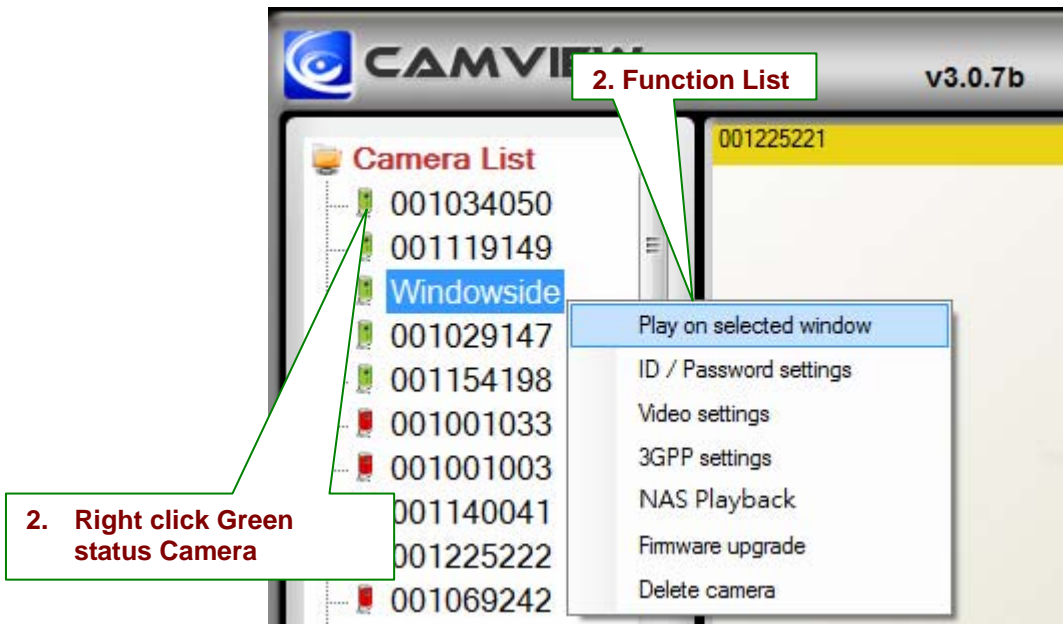 CAMVIEW
2. Function List
v3.0.7b
001225221
Camera List
001034050
001119149
Windowside
001029147
001154198
001001033
001001003
001140041
001225222
001069242
Play on selected window
ID / Password settings
Video settings
3GPP settings
NAS Playback
Firmware upgrade
Delete camera
2. Right click Green
status Camera